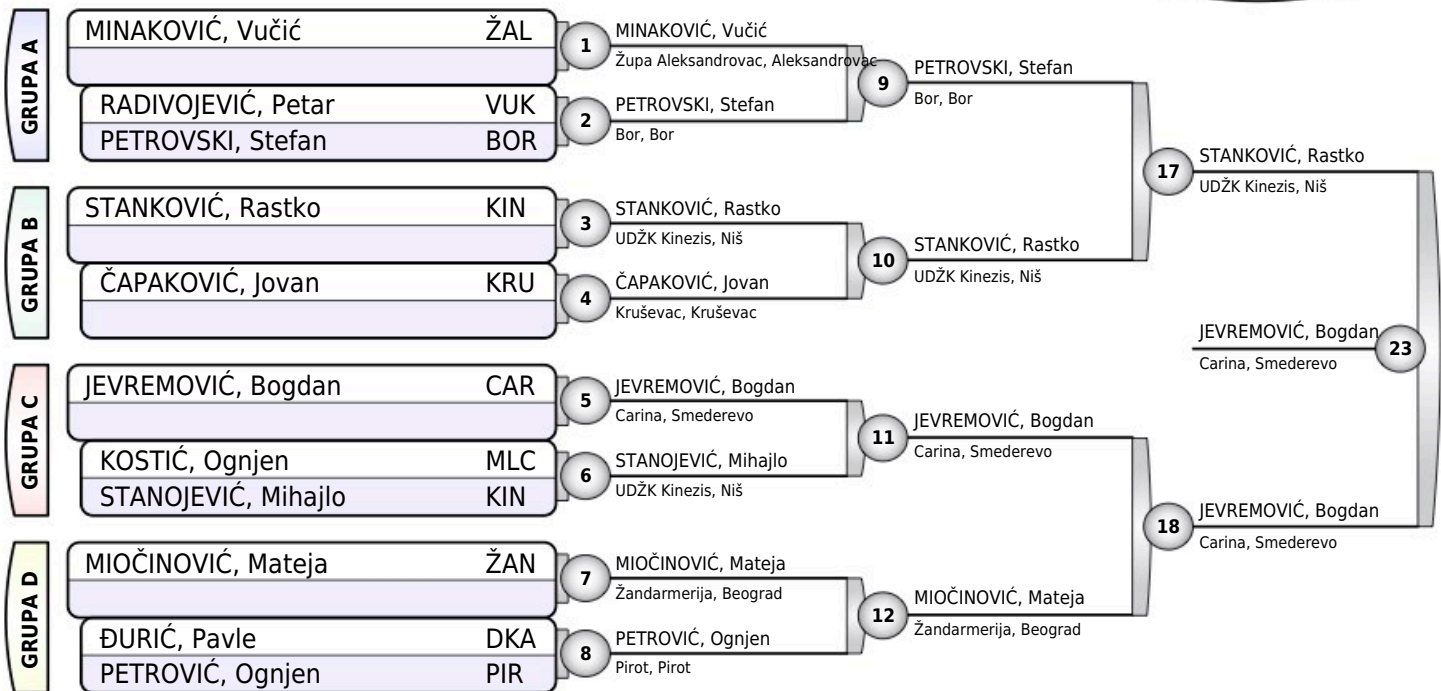 GRUPA A
MINAKOVIĆ, Vučić ŽAL
RADIVOJEVIĆ, Petar VUK
PETROVSKI, Stefan BOR
GRUPA B
STANKOVIĆ, Rastko KIN
ČAPAKOVIĆ, Jovan KRU
GRUPA C
JEVREMOVIĆ, Bogdan CAR
KOSTIĆ, Ognjen MLC
STANOJEVIĆ, Mihajlo KIN
GRUPA D
MIOČINOVIĆ, Mateja ŽAN
ĐURIĆ, Pavle DKA
PETROVIĆ, Ognjen PIR
1
MINAKOVIĆ, Vučić
Župa Aleksandrovac, Aleksandrovac
2
PETROVSKI, Stefan
Bor, Bor
3
STANKOVIĆ, Rastko
UDŽK Kinezis, Niš
4
ČAPAKOVIĆ, Jovan
Kruševac, Kruševac
5
JEVREMOVIĆ, Bogdan
Carina, Smederevo
6
STANOJEVIĆ, Mihajlo
UDŽK Kinezis, Niš
7
MIOČINOVIĆ, Mateja
Žandarmerija, Beograd
8
PETROVIĆ, Ognjen
Pirot, Pirot
9
PETROVSKI, Stefan
Bor, Bor
10
STANKOVIĆ, Rastko
UDŽK Kinezis, Niš
11
JEVREMOVIĆ, Bogdan
Carina, Smederevo
12
MIOČINOVIĆ, Mateja
Žandarmerija, Beograd
17
STANKOVIĆ, Rastko
UDŽK Kinezis, Niš
18
JEVREMOVIĆ, Bogdan
Carina, Smederevo
JEVREMOVIĆ, Bogdan
Carina, Smederevo
23